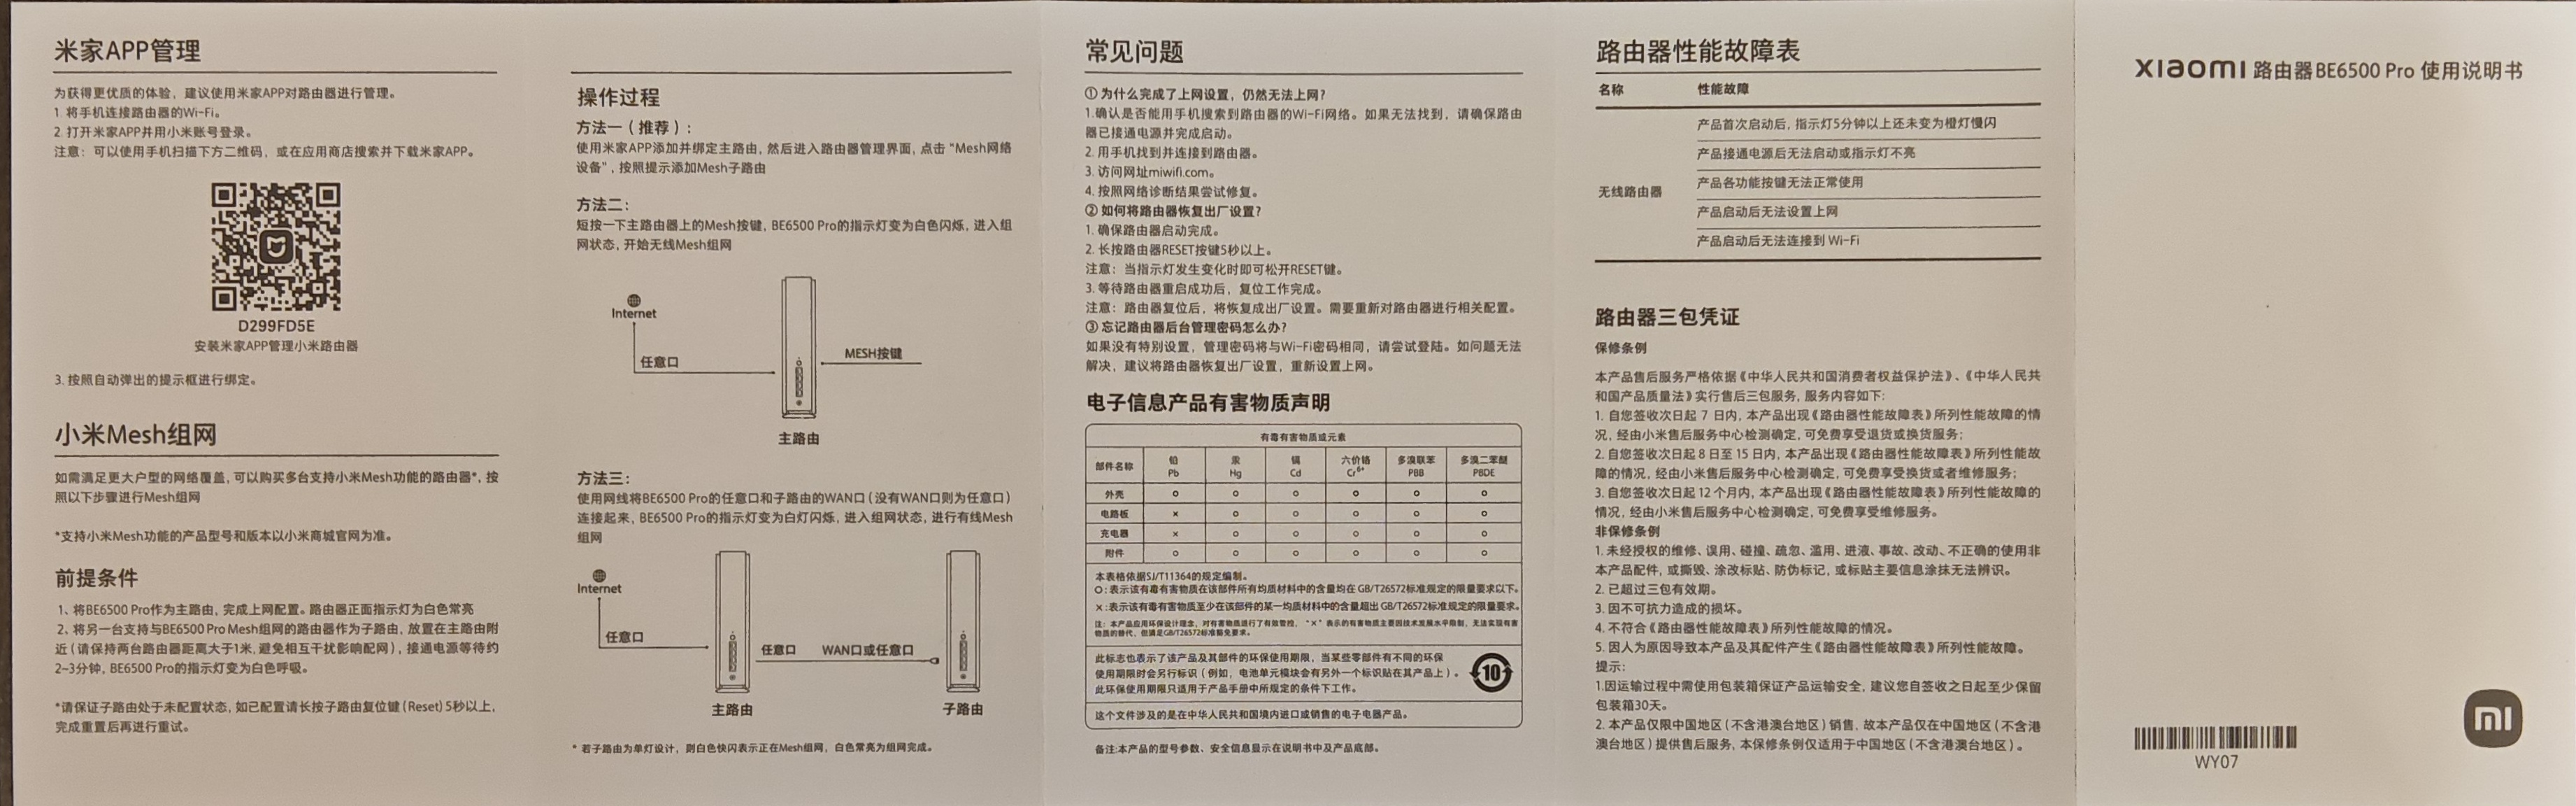 米家APP管理
为获得更优质的体验，建议使用米家APP对路由器进行管理。
1. 将手机连接路由器的Wi-Fi。
2. 打开米家APP并用小米账号登录。
注意：可以使用手机扫描下方二维码，或在应用商店搜索并下载米家APP。
D299FD5E
安装米家APP管理小米路由器
3. 按照自动弹出的提示框进行绑定。
小米Mesh组网
如需满足更大户型的网络覆盖, 可以购买多台支持小米Mesh功能的路由器*, 按
照以下步骤进行Mesh组网
*支持小米Mesh功能的产品型号和版本以小米商城官网为准。
前提条件
1、将BE6500 Pro作为主路由, 完成上网配置。路由器正面指示灯为白色常亮
2、将另一台支持与BE6500 Pro Mesh组网的路由器作为子路由, 放置在主路由附
近 (请保持两台路由器距离大于1米, 避免相互干扰影响配网) , 接通电源等待约
2~3分钟, BE6500 Pro的指示灯变为白色呼吸。
*请保证子路由处于未配置状态, 如已配置请长按子路由复位键 (Reset) 5秒以上,
完成重置后再进行重试。
操作过程
方法一 ( 推荐 ) :
使用米家APP添加并绑定主路由, 然后进入路由器管理界面, 点击 “Mesh网络
设备” , 按照提示添加Mesh子路由
方法二：
短按一下主路由器上的Mesh按键, BE6500 Pro的指示灯变为白色闪烁, 进入组
网状态, 开始无线Mesh组网
Internet
任意口
MESH按键
主路由
方法三：
使用网线将BE6500 Pro的任意口和子路由的WAN口 (没有WAN口则为任意口)
连接起来, BE6500 Pro的指示灯变为白灯闪烁, 进入组网状态, 进行有线Mesh
组网
Internet
任意口
任意口
WAN口或任意口
主路由
子路由
* 若子路由为单灯设计, 则白色快闪表示正在Mesh组网, 白色常亮为组网完成。
常见问题
① 为什么完成了上网设置，仍然无法上网？
1.确认是否能用手机搜索到路由器的Wi-Fi网络。如果无法找到，请确保路由
器已接通电源并完成启动。
2. 用手机找到并连接到路由器。
3. 访问网址miwifi.com。
4. 按照网络诊断结果尝试修复。
② 如何将路由器恢复出厂设置？
1. 确保路由器启动完成。
2. 长按路由器RESET按键5秒以上。
注意：当指示灯发生变化时即可松开RESET键。
3. 等待路由器重启成功后，复位工作完成。
注意：路由器复位后，将恢复成出厂设置。需要重新对路由器进行相关配置。
③ 忘记路由器后台管理密码怎么办？
如果没有特别设置，管理密码将与Wi-Fi密码相同，请尝试登陆。如问题无法
解决，建议将路由器恢复出厂设置，重新设置上网。
电子信息产品有害物质声明
有毒有害物质或元素
部件名称 铅 Pb 汞 Hg 镉 Cd 六价铬 Cr⁶⁺ 多溴联苯 PBB 多溴二苯醚 PBDE
外壳 ○ ○ ○ ○ ○ ○
电路板 × ○ ○ ○ ○ ○
充电器 × ○ ○ ○ ○ ○
附件 ○ ○ ○ ○ ○ ○
本表格依据SJ/T11364的规定编制。
○：表示该有毒有害物质在该部件所有均质材料中的含量均在 GB/T26572标准规定的限量要求以下。
×：表示该有毒有害物质至少在该部件的某一均质材料中的含量超出 GB/T26572标准规定的限量要求。
注：本产品应用环保设计理念，对有害物质进行了有效管控，“×”表示的有害物质主要因技术发展水平限制，无法实现有害
物质的替代，但满足GB/T26572标准豁免要求。
此标志也表示了该产品及其部件的环保使用期限，当某些零部件有不同的环保
使用期限时会另行标识 ( 例如，电池单元模块会有另外一个标识贴在其产品上 ) 。
此环保使用期限只适用于产品手册中所规定的条件下工作。
10
这个文件涉及的是在中华人民共和国境内进口或销售的电子电器产品。
备注:本产品的型号参数、安全信息显示在说明书中及产品底部。
路由器性能故障表
名称 性能故障
产品首次启动后, 指示灯5分钟以上还未变为橙灯慢闪
产品接通电源后无法启动或指示灯不亮
无线路由器 产品各功能按键无法正常使用
产品启动后无法设置上网
产品启动后无法连接到 Wi-Fi
路由器三包凭证
保修条例
本产品售后服务严格依据《中华人民共和国消费者权益保护法》、《中华人民共
和国产品质量法》实行售后三包服务, 服务内容如下:
1. 自您签收次日起 7 日内, 本产品出现《路由器性能故障表》所列性能故障的情
况, 经由小米售后服务中心检测确定, 可免费享受退货或换货服务;
2. 自您签收次日起 8 日至 15 日内, 本产品出现《路由器性能故障表》所列性能故
障的情况, 经由小米售后服务中心检测确定, 可免费享受换货或者维修服务;
3. 自您签收次日起 12 个月内, 本产品出现《路由器性能故障表》所列性能故障的
情况, 经由小米售后服务中心检测确定, 可免费享受维修服务。
非保修条例
1. 未经授权的维修、误用、碰撞、疏忽、滥用、进液、事故、改动、不正确的使用非
本产品配件, 或撕毁、涂改标贴、防伪标记, 或标贴主要信息涂抹无法辨识。
2. 已超过三包有效期。
3. 因不可抗力造成的损坏。
4. 不符合《路由器性能故障表》所列性能故障的情况。
5. 因人为原因导致本产品及其配件产生《路由器性能故障表》所列性能故障。
提示:
1.因运输过程中需使用包装箱保证产品运输安全, 建议您自签收之日起至少保留
包装箱30天。
2. 本产品仅限中国地区 (不含港澳台地区) 销售, 故本产品仅在中国地区 (不含港
澳台地区) 提供售后服务, 本保修条例仅适用于中国地区 (不含港澳台地区) 。
xiaomi 路由器BE6500 Pro 使用说明书
WY07
mi